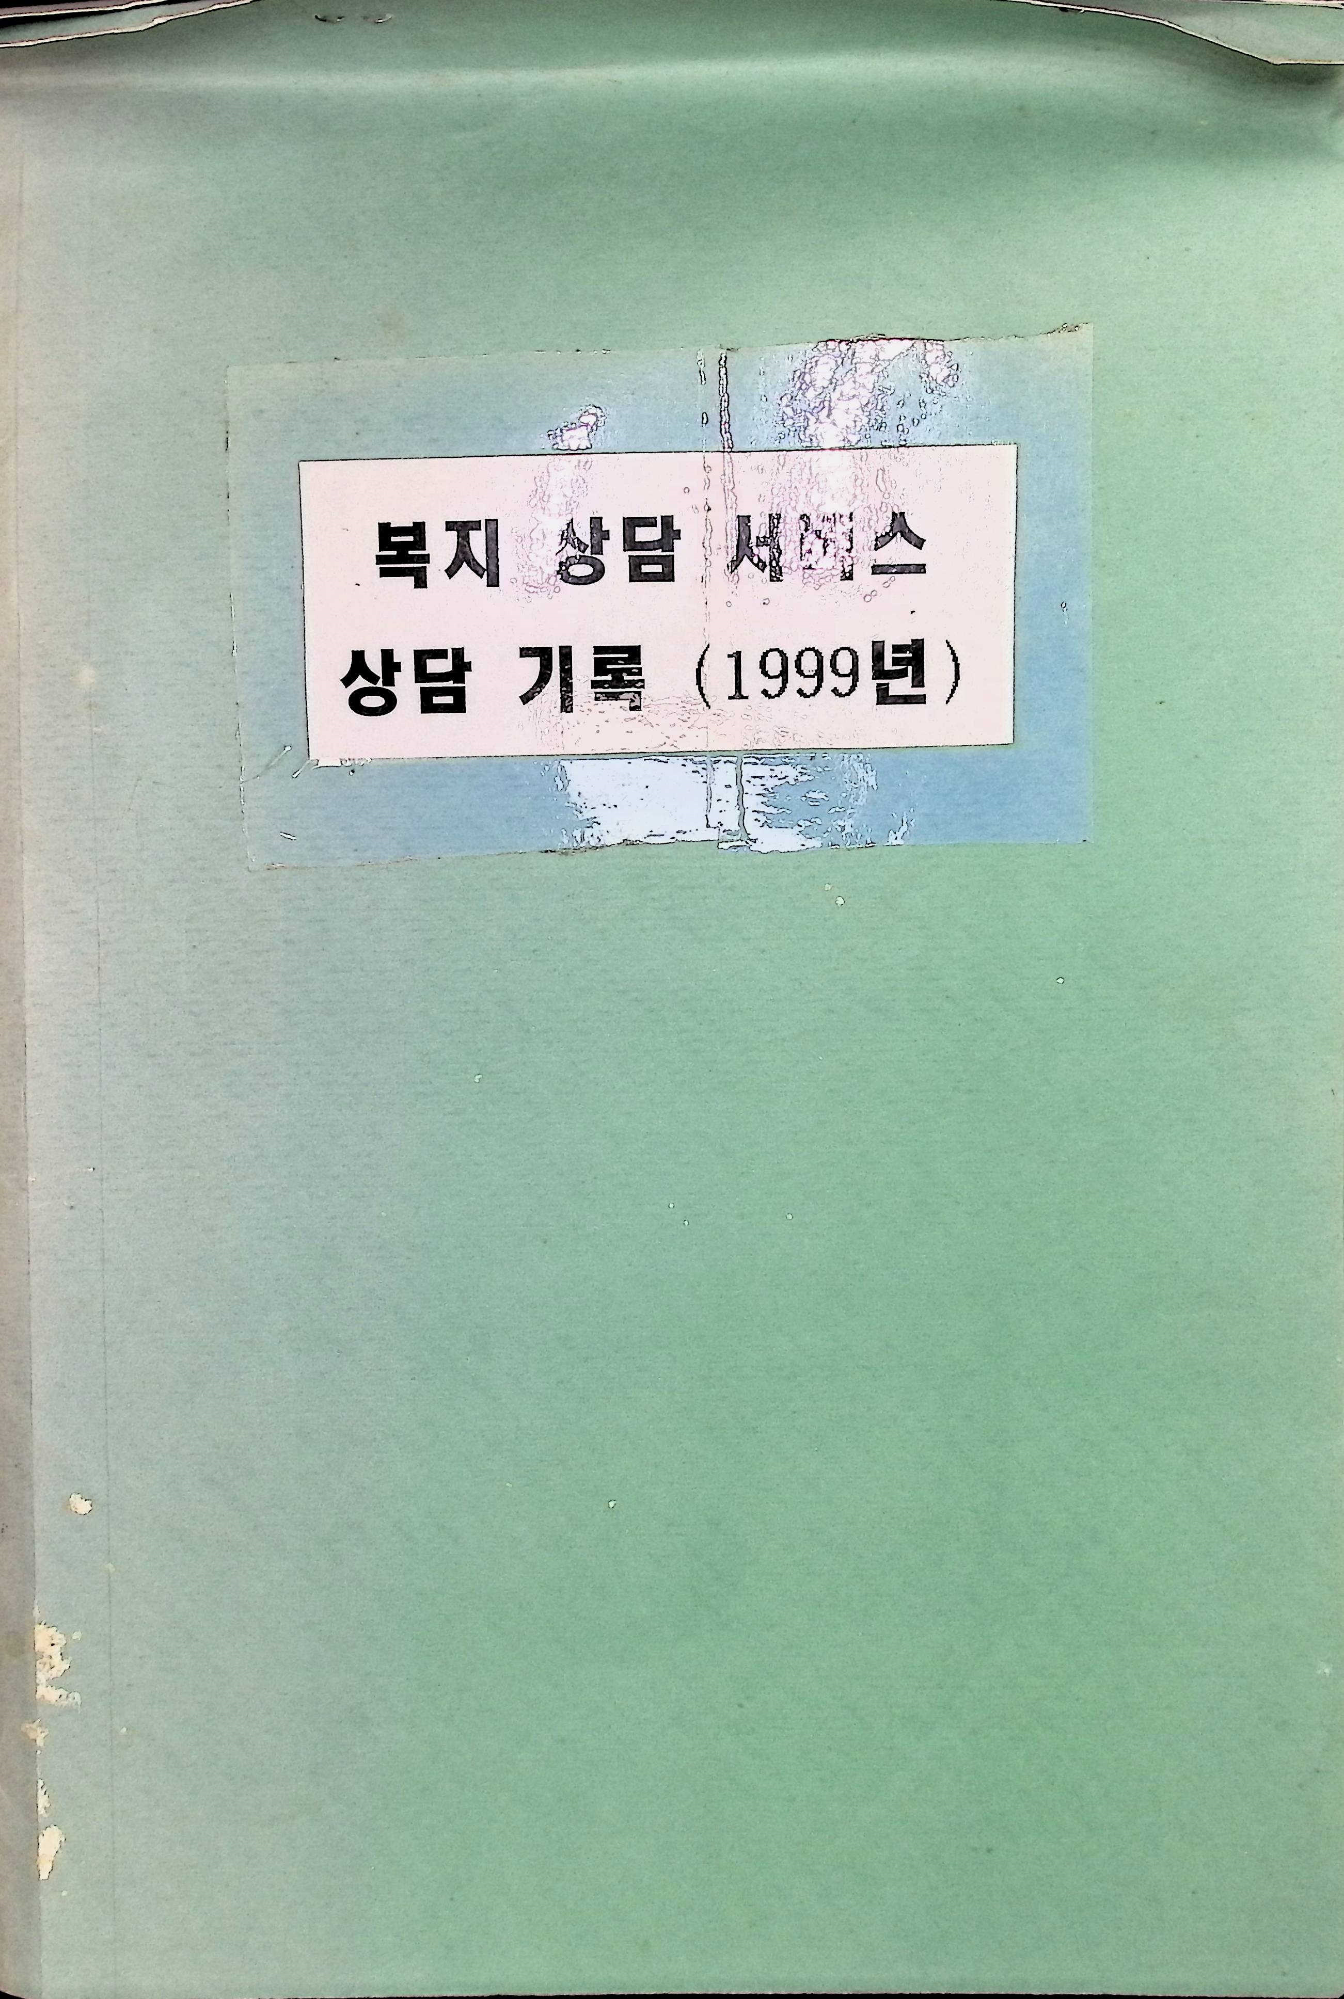 복지 상담 서비스
상담 기록 (1999년)